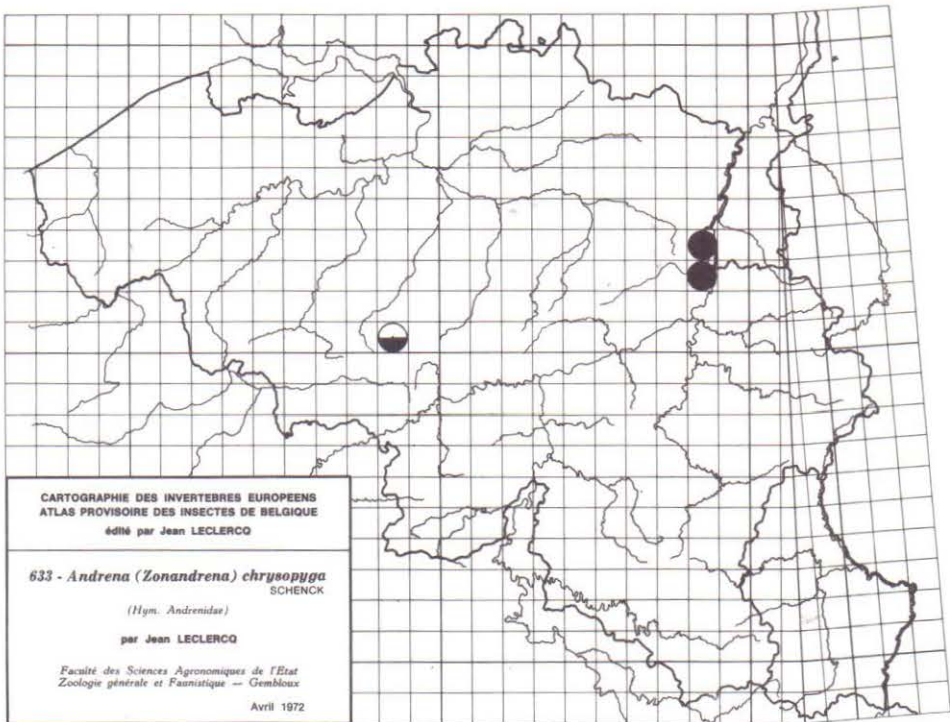 CARTOGRAPHIE DES INVERTEBRES EUROPEENS
ATLAS PROVISOIRE DES INSECTES DE BELGIQUE
édité par Jean LECLERCQ
633 - Andrena (Zonandrena) chrysopyga
SCHENCK
(Hym. Andrenidae)
par Jean LECLERCQ
Faculté des Sciences Agronomiques de l'Etat
Zoologie générale et Faunistique — Gembloux
Avril 1972